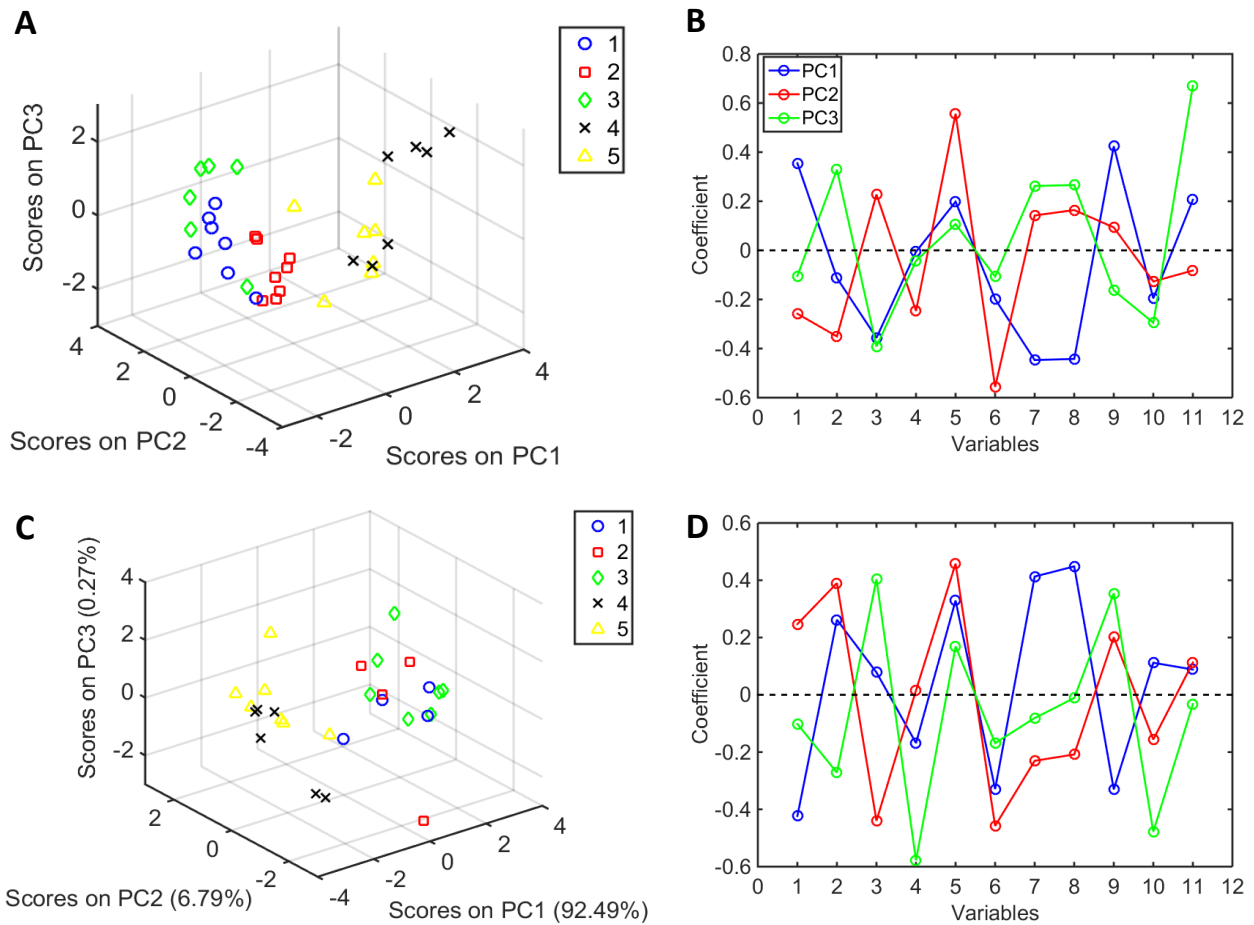 A
Scores on PC3
2
0
-2
4
2
0
-2
-4
Scores on PC2
-2
0
2
4
Scores on PC1
1
2
3
4
5
B
0.8
0.6
0.4
0.2
0
-0.2
-0.4
-0.6
Coefficient
PC1
PC2
PC3
0 1 2 3 4 5 6 7 8 9 10 11 12
Variables
C
Scores on PC3 (0.27%)
4
2
0
-2
2
0
-2
Scores on PC2 (6.79%)
-4
-2
0
2
4
Scores on PC1 (92.49%)
1
2
3
4
5
D
0.6
0.4
0.2
0
-0.2
-0.4
-0.6
Coefficient
0 1 2 3 4 5 6 7 8 9 10 11 12
Variables